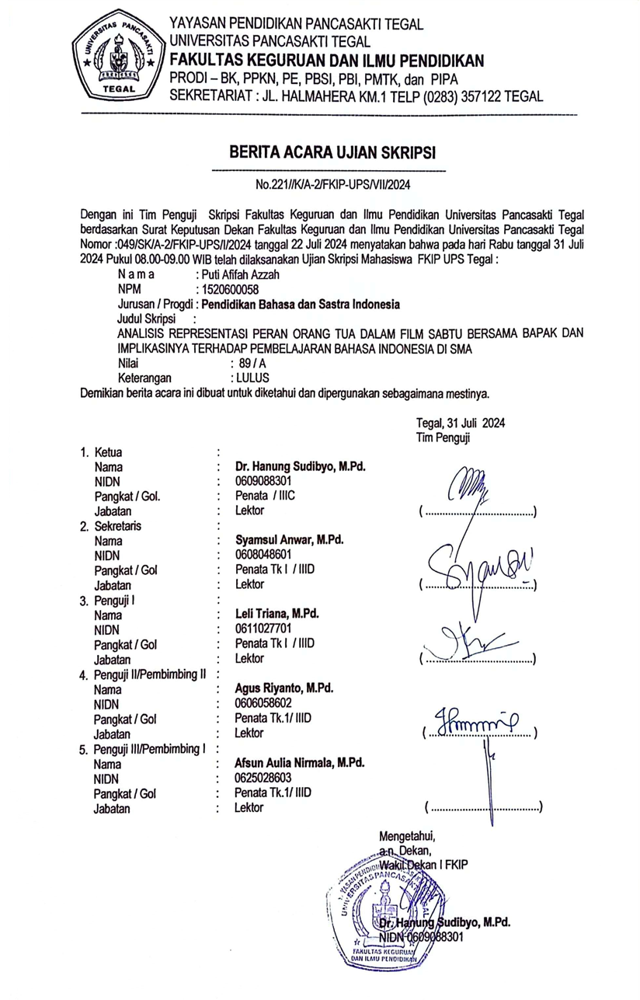 UNIVERSITAS PANCASAKTI
TEGAL
YAYASAN PENDIDIKAN PANCASAKTI TEGAL
UNIVERSITAS PANCASAKTI TEGAL
FAKULTAS KEGURUAN DAN ILMU PENDIDIKAN
PRODI – BK, PPKN, PE, PBSI, PBI, PMTK, dan PIPA
SEKRETARIAT : JL. HALMAHERA KM.1 TELP (0283) 357122 TEGAL
BERITA ACARA UJIAN SKRIPSI
No.221//K/A-2/FKIP-UPS/VII/2024
Dengan ini Tim Penguji Skripsi Fakultas Keguruan dan Ilmu Pendidikan Universitas Pancasakti Tegal
berdasarkan Surat Keputusan Dekan Fakultas Keguruan dan Ilmu Pendidikan Universitas Pancasakti Tegal
Nomor :049/SK/A-2/FKIP-UPS/I/2024 tanggal 22 Juli 2024 menyatakan bahwa pada hari Rabu tanggal 31 Juli
2024 Pukul 08.00-09.00 WIB telah dilaksanakan Ujian Skripsi Mahasiswa FKIP UPS Tegal :
N a m a : Puti Afifah Azzah
NPM : 1520600058
Jurusan / Progdi : Pendidikan Bahasa dan Sastra Indonesia
Judul Skripsi :
ANALISIS REPRESENTASI PERAN ORANG TUA DALAM FILM SABTU BERSAMA BAPAK DAN
IMPLIKASINYA TERHADAP PEMBELAJARAN BAHASA INDONESIA DI SMA
Nilai : 89 / A
Keterangan : LULUS
Demikian berita acara ini dibuat untuk diketahui dan dipergunakan sebagaimana mestinya.
Tegal, 31 Juli 2024
Tim Penguji
1. Ketua :
Nama : Dr. Hanung Sudibyo, M.Pd.
NIDN : 0609088301
Pangkat / Gol. : Penata / IIIC
Jabatan : Lektor (..........................................)
2. Sekretaris :
Nama : Syamsul Anwar, M.Pd.
NIDN : 0608048601
Pangkat / Gol : Penata Tk I / IIID
Jabatan : Lektor (..........................................)
3. Penguji I :
Nama : Leli Triana, M.Pd.
NIDN : 0611027701
Pangkat / Gol : Penata Tk I / IIID
Jabatan : Lektor (..........................................)
4. Penguji II/Pembimbing II :
Nama : Agus Riyanto, M.Pd.
NIDN : 0606058602
Pangkat / Gol : Penata Tk.1/ IIID
Jabatan : Lektor (..........................................)
5. Penguji III/Pembimbing I :
Nama : Afsun Aulia Nirmala, M.Pd.
NIDN : 0625028603
Pangkat / Gol : Penata Tk.1/ IIID
Jabatan : Lektor (..........................................)
Mengetahui,
a.n. Dekan,
Wakil Dekan I FKIP
Dr. Hanung Sudibyo, M.Pd.
NIDN 0609088301
YAYASAN PENDIDIKAN
UNIVERSITAS PANCASAKTI
FAKULTAS KEGURUAN
DAN ILMU PENDIDIKAN